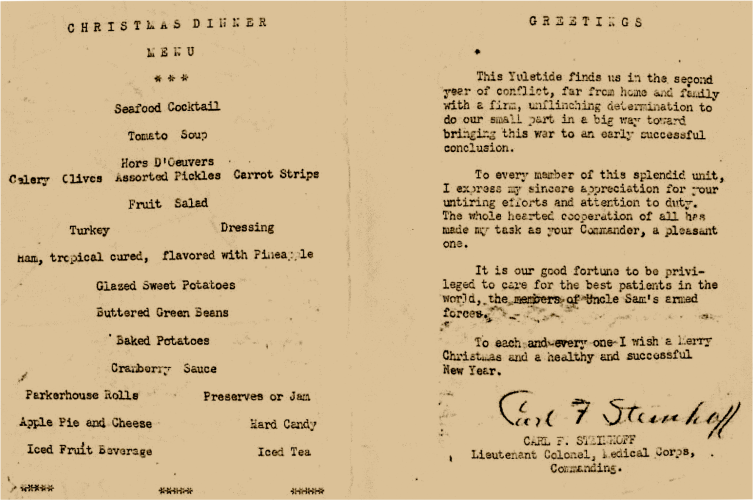 CHRISTMAS DINNER
MENU
* * *
Seafood Cocktail
Tomato Soup
Hors D'Oeuvers
Celery Olives Assorted Pickles Carrot Strips
Fruit Salad
Turkey Dressing
Ham, tropical cured, flavored with Pineapple
Glazed Sweet Potatoes
Buttered Green Beans
Baked Potatoes
Cranberry Sauce
Parkerhouse Rolls Preserves or Jam
Apple Pie and Cheese Hard Candy
Iced Fruit Beverage Iced Tea
***** ***** *****
GREETINGS
This Yuletide finds us in the second
year of conflict, far from home and family
with a firm, unflinching determination to
do our small part in a big way toward
bringing this war to an early successful
conclusion.
To every member of this splendid unit,
I express my sincere appreciation for your
untiring efforts and attention to duty.
The whole hearted cooperation of all has
made my task as your Commander, a pleasant
one.
It is our good fortune to be privi-
leged to care for the best patients in the
world, the members of Uncle Sam's armed
forces.
To each and every one I wish a Merry
Christmas and a healthy and successful
New Year.
Carl F Steinhoff
CARL F. STEINHOFF
Lieutenant Colonel, Medical Corps,
Commanding.